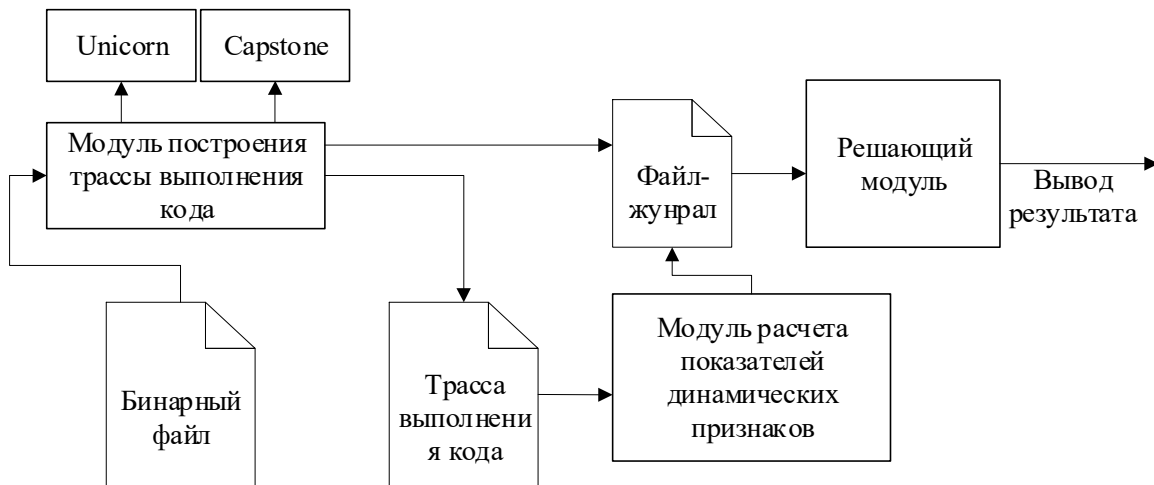 Unicorn
Capstone
Модуль построения
трассы выполнения
кода
Файл-
жунрал
Решающий
модуль
Вывод
результата
Бинарный
файл
Трасса
выполнени
я кода
Модуль расчета
показателей
динамических
признаков